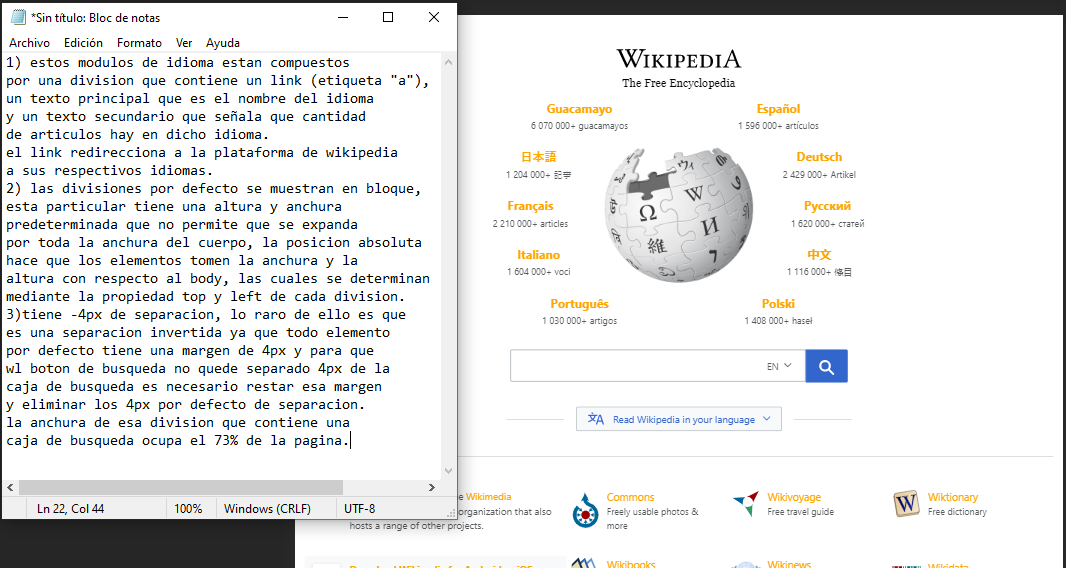 *Sin título: Bloc de notas
Archivo Edición Formato Ver Ayuda
1) estos modulos de idioma estan compuestos
por una division que contiene un link (etiqueta "a"),
un texto principal que es el nombre del idioma
y un texto secundario que señala que cantidad
de articulos hay en dicho idioma.
el link redirecciona a la plataforma de wikipedia
a sus respectivos idiomas.
2) las divisiones por defecto se muestran en bloque,
esta particular tiene una altura y anchura
predeterminada que no permite que se expanda
por toda la anchura del cuerpo, la posicion absoluta
hace que los elementos tomen la anchura y la
altura con respecto al body, las cuales se determinan
mediante la propiedad top y left de cada division.
3)tiene -4px de separacion, lo raro de ello es que
es una separacion invertida ya que todo elemento
por defecto tiene una margen de 4px y para que
wl boton de busqueda no quede separado 4px de la
caja de busqueda es necesario restar esa margen
y eliminar los 4px por defecto de separacion.
la anchura de esa division que contiene una
caja de busqueda ocupa el 73% de la pagina.
Ln 22, Col 44 100% Windows (CRLF) UTF-8
WIKIPEDIA
The Free Encyclopedia
Guacamayo
6 070 000+ guacamayos
Español
1 596 000+ artículos
日本語
1 204 000+ 記事
Deutsch
2 429 000+ Artikel
Français
2 210 000+ articles
Русский
1 620 000+ статей
Italiano
1 604 000+ voci
中文
1 116 000+ 條目
Português
1 030 000+ artigos
Polski
1 408 000+ haseł
Ω W И 維
EN
Read Wikipedia in your language
Wikimedia
organization that also
hosts a range of other projects.
Commons
Freely usable photos &
more
Wikivoyage
Free travel guide
Wiktionary
Free dictionary
Wikibooks
Wikinews
Wikidata